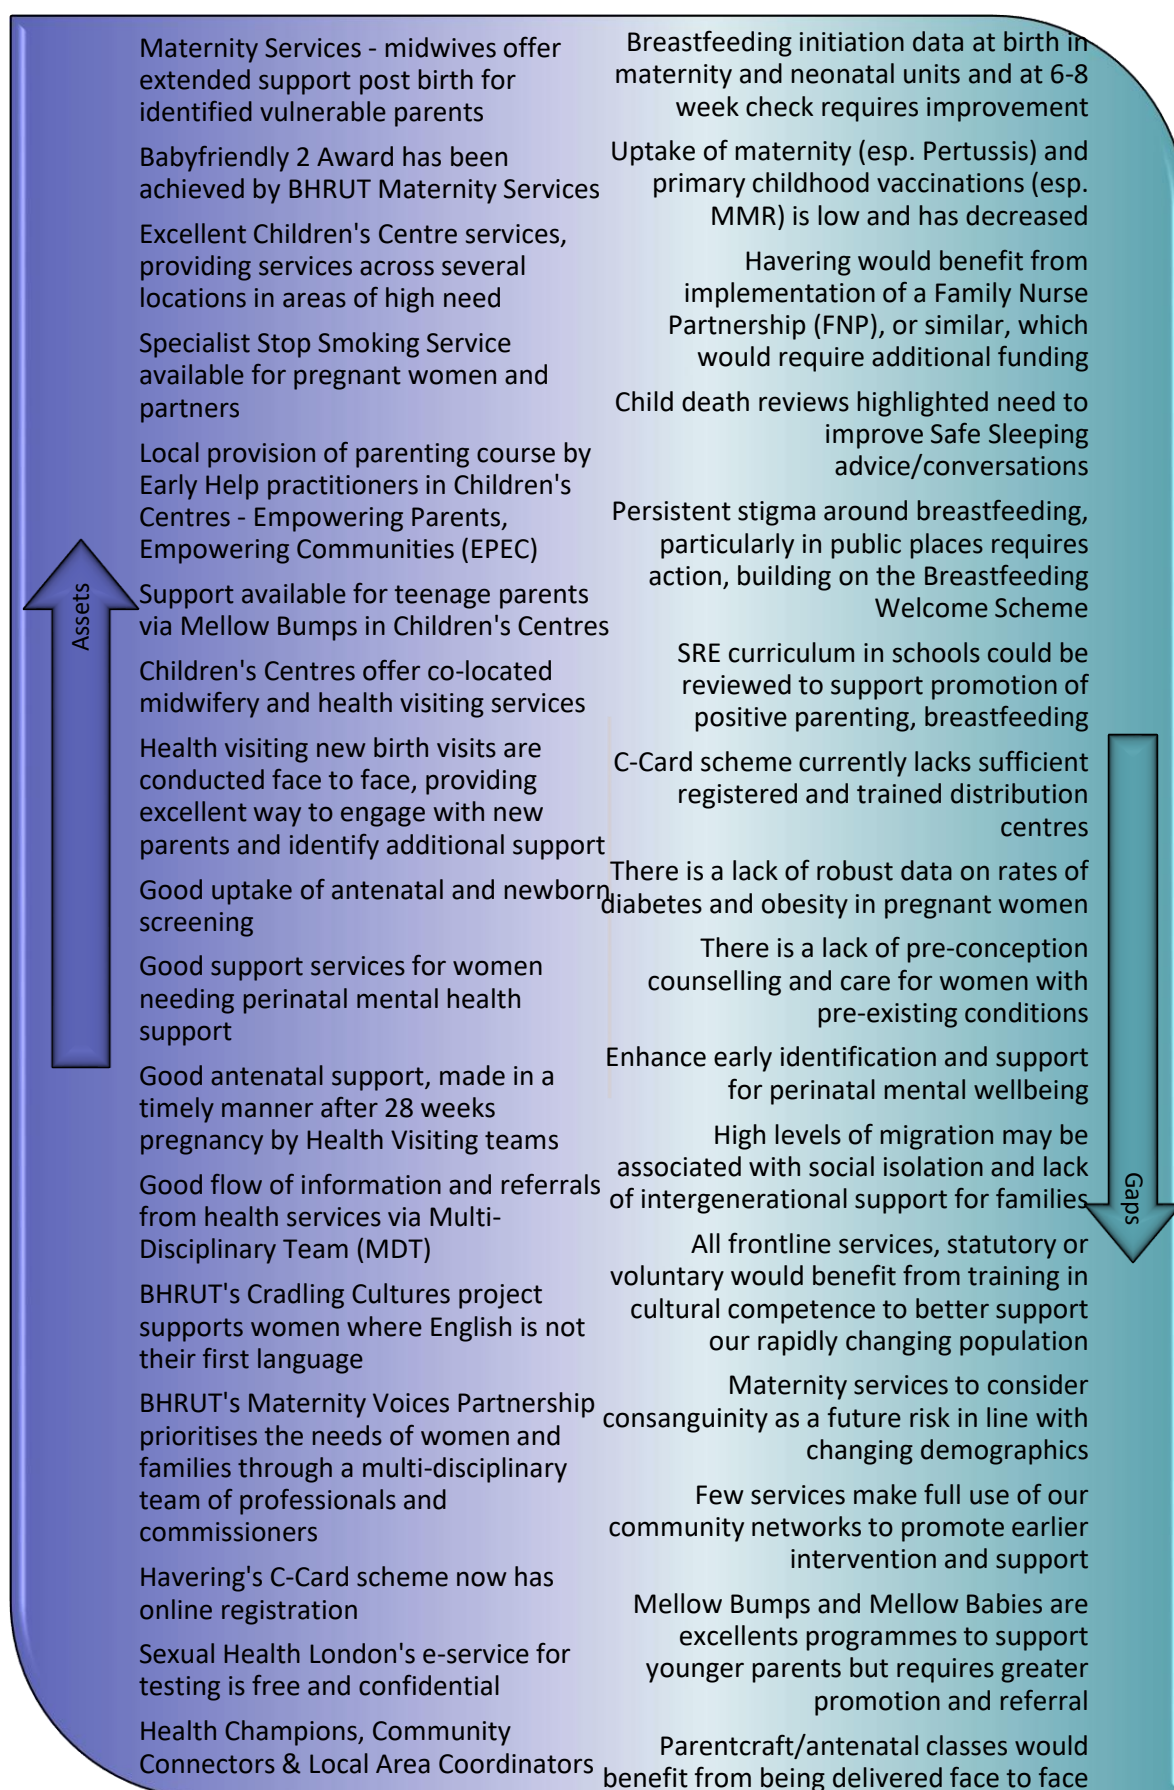 Maternity Services - midwives offer
extended support post birth for
identified vulnerable parents
Babyfriendly 2 Award has been
achieved by BHRUT Maternity Services
Excellent Children's Centre services,
providing services across several
locations in areas of high need
Specialist Stop Smoking Service
available for pregnant women and
partners
Local provision of parenting course by
Early Help practitioners in Children's
Centres - Empowering Parents,
Empowering Communities (EPEC)
Support available for teenage parents
via Mellow Bumps in Children's Centres
Children's Centres offer co-located
midwifery and health visiting services
Health visiting new birth visits are
conducted face to face, providing
excellent way to engage with new
parents and identify additional support
Good uptake of antenatal and newborn
screening
Good support services for women
needing perinatal mental health
support
Good antenatal support, made in a
timely manner after 28 weeks
pregnancy by Health Visiting teams
Good flow of information and referrals
from health services via Multi-
Disciplinary Team (MDT)
BHRUT's Cradling Cultures project
supports women where English is not
their first language
BHRUT's Maternity Voices Partnership
prioritises the needs of women and
families through a multi-disciplinary
team of professionals and
commissioners
Havering's C-Card scheme now has
online registration
Sexual Health London's e-service for
testing is free and confidential
Health Champions, Community
Connectors & Local Area Coordinators
Assets
Breastfeeding initiation data at birth in
maternity and neonatal units and at 6-8
week check requires improvement
Uptake of maternity (esp. Pertussis) and
primary childhood vaccinations (esp.
MMR) is low and has decreased
Havering would benefit from
implementation of a Family Nurse
Partnership (FNP), or similar, which
would require additional funding
Child death reviews highlighted need to
improve Safe Sleeping
advice/conversations
Persistent stigma around breastfeeding,
particularly in public places requires
action, building on the Breastfeeding
Welcome Scheme
SRE curriculum in schools could be
reviewed to support promotion of
positive parenting, breastfeeding
C-Card scheme currently lacks sufficient
registered and trained distribution
centres
There is a lack of robust data on rates of
diabetes and obesity in pregnant women
There is a lack of pre-conception
counselling and care for women with
pre-existing conditions
Enhance early identification and support
for perinatal mental wellbeing
High levels of migration may be
associated with social isolation and lack
of intergenerational support for families
All frontline services, statutory or
voluntary would benefit from training in
cultural competence to better support
our rapidly changing population
Maternity services to consider
consanguinity as a future risk in line with
changing demographics
Few services make full use of our
community networks to promote earlier
intervention and support
Mellow Bumps and Mellow Babies are
excellents programmes to support
younger parents but requires greater
promotion and referral
Parentcraft/antenatal classes would
benefit from being delivered face to face
Gaps